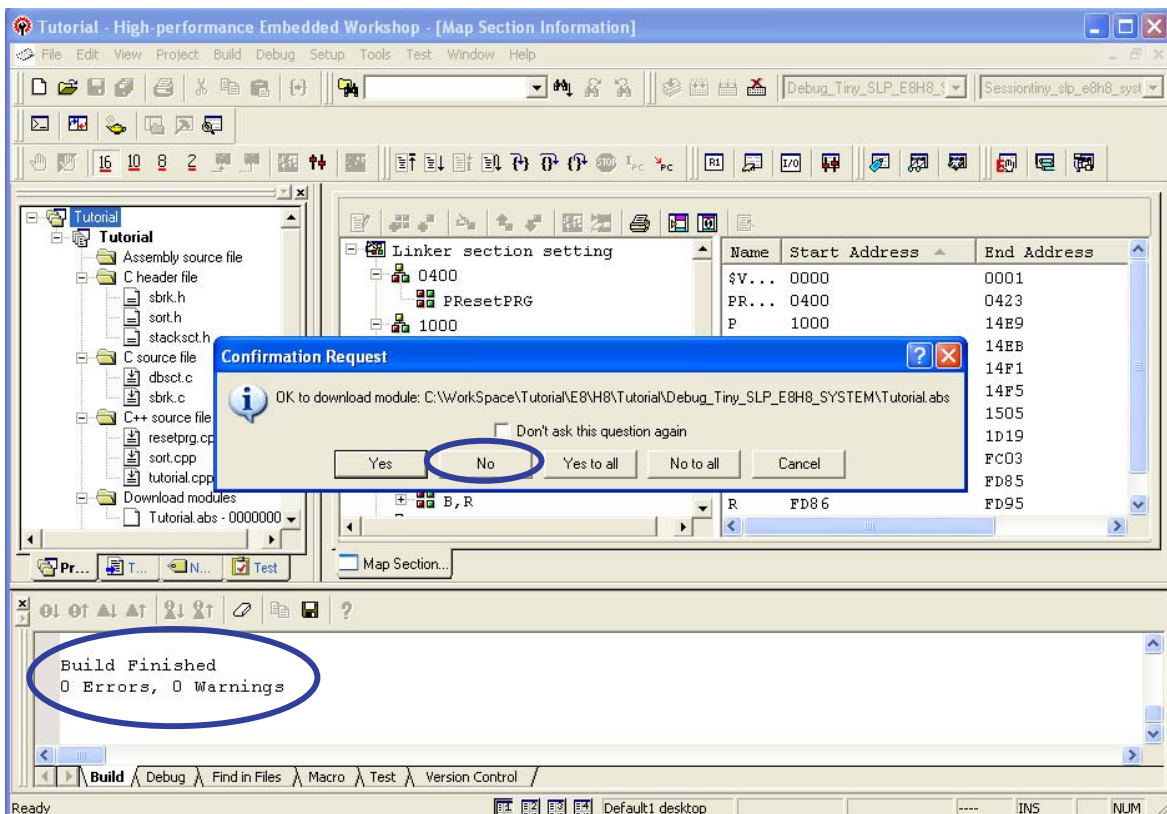 Tutorial - High-performance Embedded Workshop - [Map Section Information]
File Edit View Project Build Debug Setup Tools Test Window Help
Debug_Tiny_SLP_E8H8_S Sessiontiny_slp_e8h8_syst
16 10 8 2
Tutorial
Tutorial
Assembly source file
C header file
sbrk.h
sort.h
stacksct.h
C source file
dbsct.c
sbrk.c
C++ source file
resetprg.cp
sort.cpp
tutorial.cpp
Download modules
Tutorial.abs - 0000000
Pr... T... N... Test
Linker section setting
0400
PResetPRG
1000
B,R
Name Start Address End Address
$V... 0000 0001
PR... 0400 0423
P 1000 14E9
14EB
14F1
14F5
1505
1D19
FC03
FD85
R FD86 FD95
Map Section...
Confirmation Request
OK to download module: C:\WorkSpace\Tutorial\E8\H8\Tutorial\Debug_Tiny_SLP_E8H8_SYSTEM\Tutorial.abs
Don't ask this question again
Yes No Yes to all No to all Cancel
Build Finished
0 Errors, 0 Warnings
Build Debug Find in Files Macro Test Version Control
Ready Default1 desktop ---- INS NUM